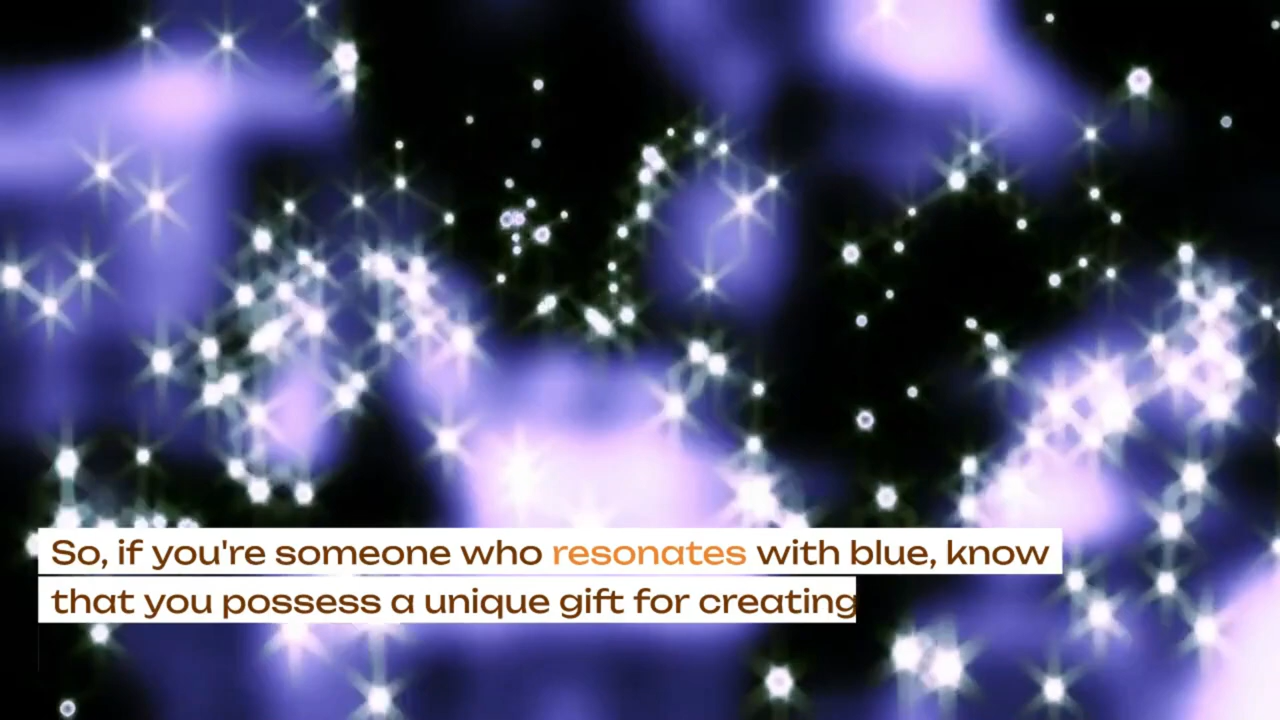 So, if you're someone who resonates with blue, know
that you possess a unique gift for creating